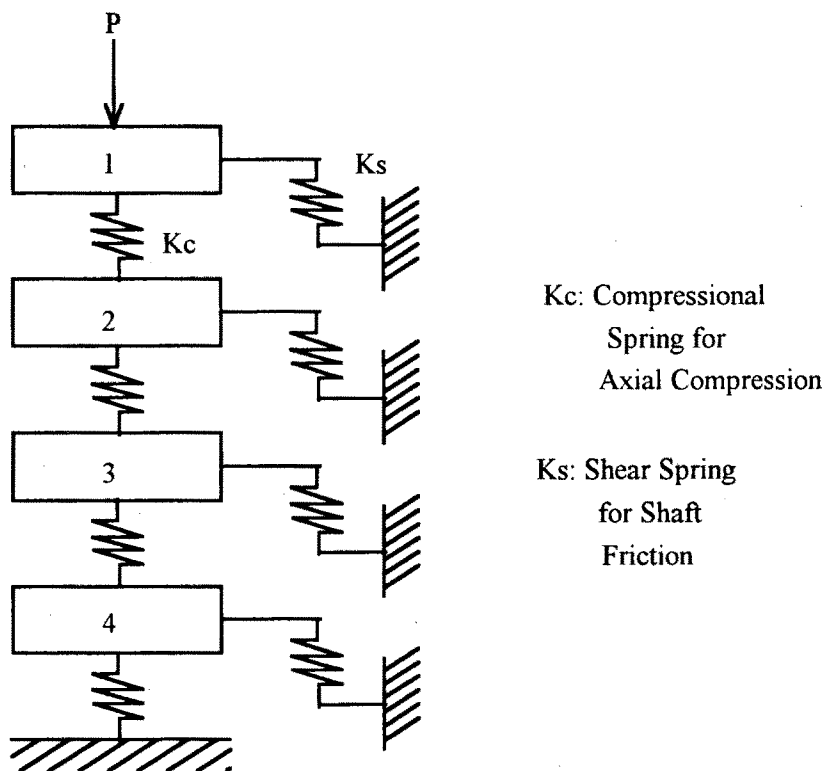 P
1
Ks
Kc
2
3
4
Kc: Compressional
Spring for
Axial Compression
Ks: Shear Spring
for Shaft
Friction